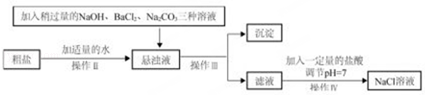 加入稍过量的NaOH、BaCl₂、Na₂CO₃三种溶液
粗盐
加适量的水
操作Ⅱ
悬浊液
操作Ⅲ
沉淀
滤液
加入一定量的盐酸
调节pH=7
操作Ⅳ
NaCl溶液